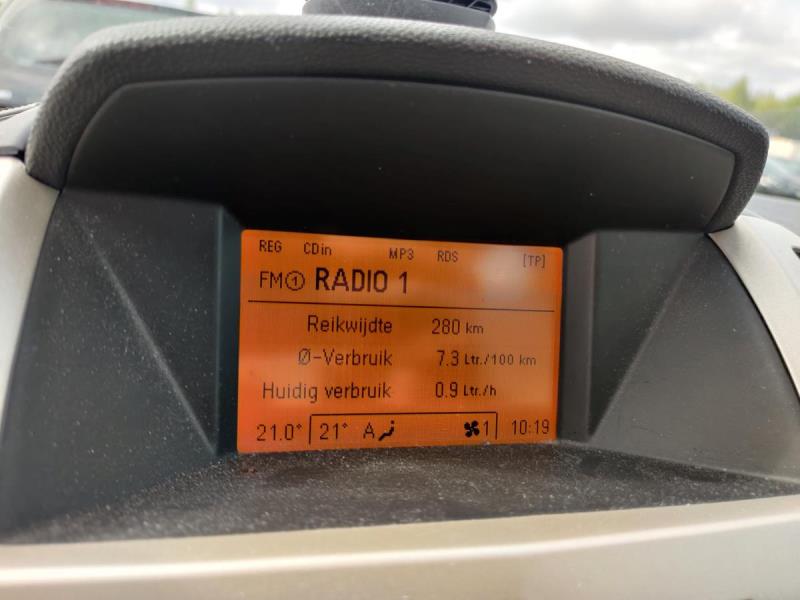 REG CDin MP3 RDS [TP]
FM① RADIO 1
Reikwijdte 280 km
Ø-Verbruik 7.3 Ltr./100 km
Huidig verbruik 0.9 Ltr./h
21.0° 21° A 1 10:19